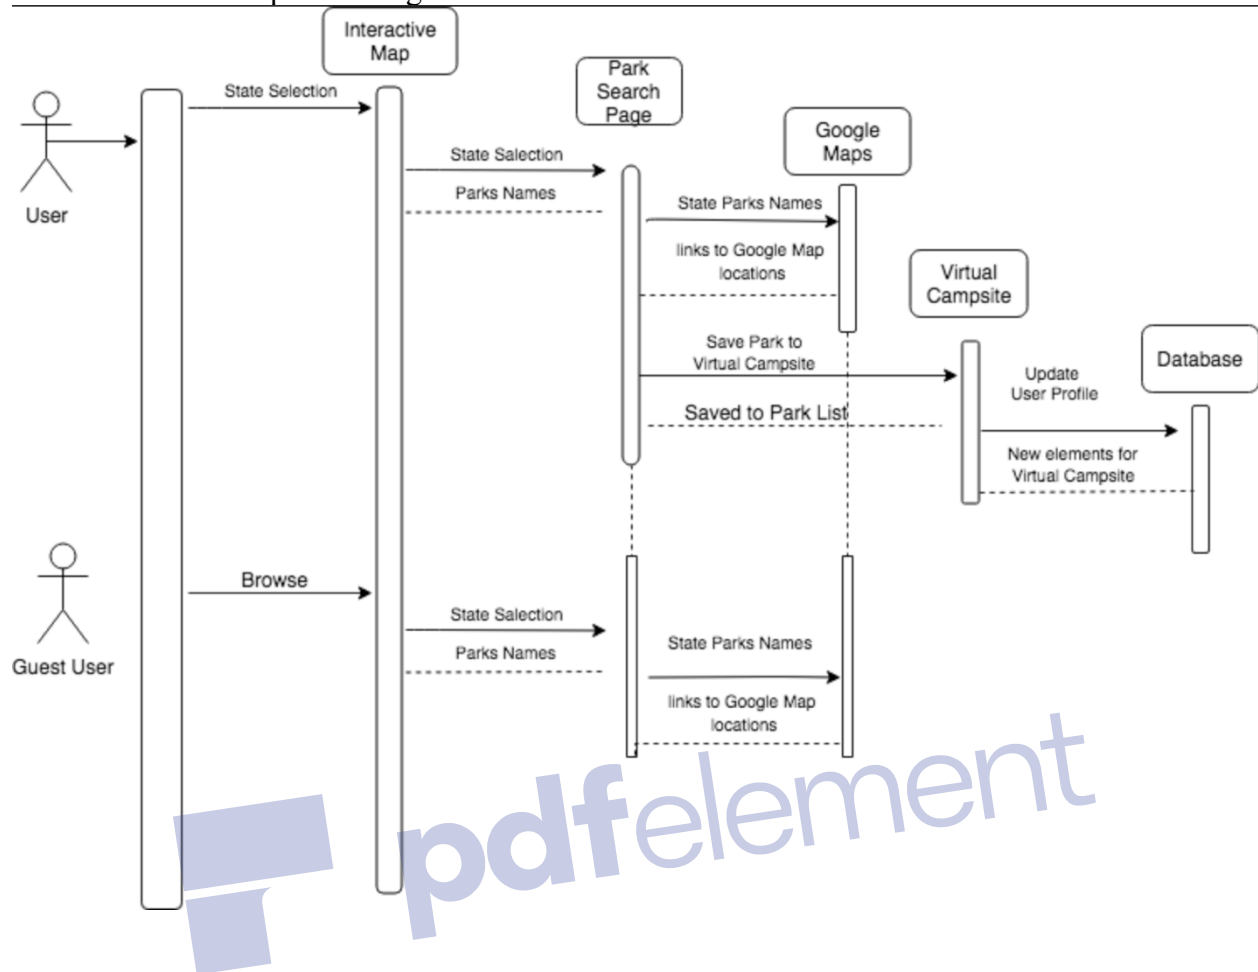 Interactive
Map
Park
Search
Page
Google
Maps
State Selection
User
State Salection
Parks Names
State Parks Names
links to Google Map
locations
Virtual
Campsite
Save Park to
Virtual Campsite
Saved to Park List
Database
Update
User Profile
New elements for
Virtual Campsite
Guest User
Browse
State Salection
Parks Names
State Parks Names
links to Google Map
locations
pdfelement